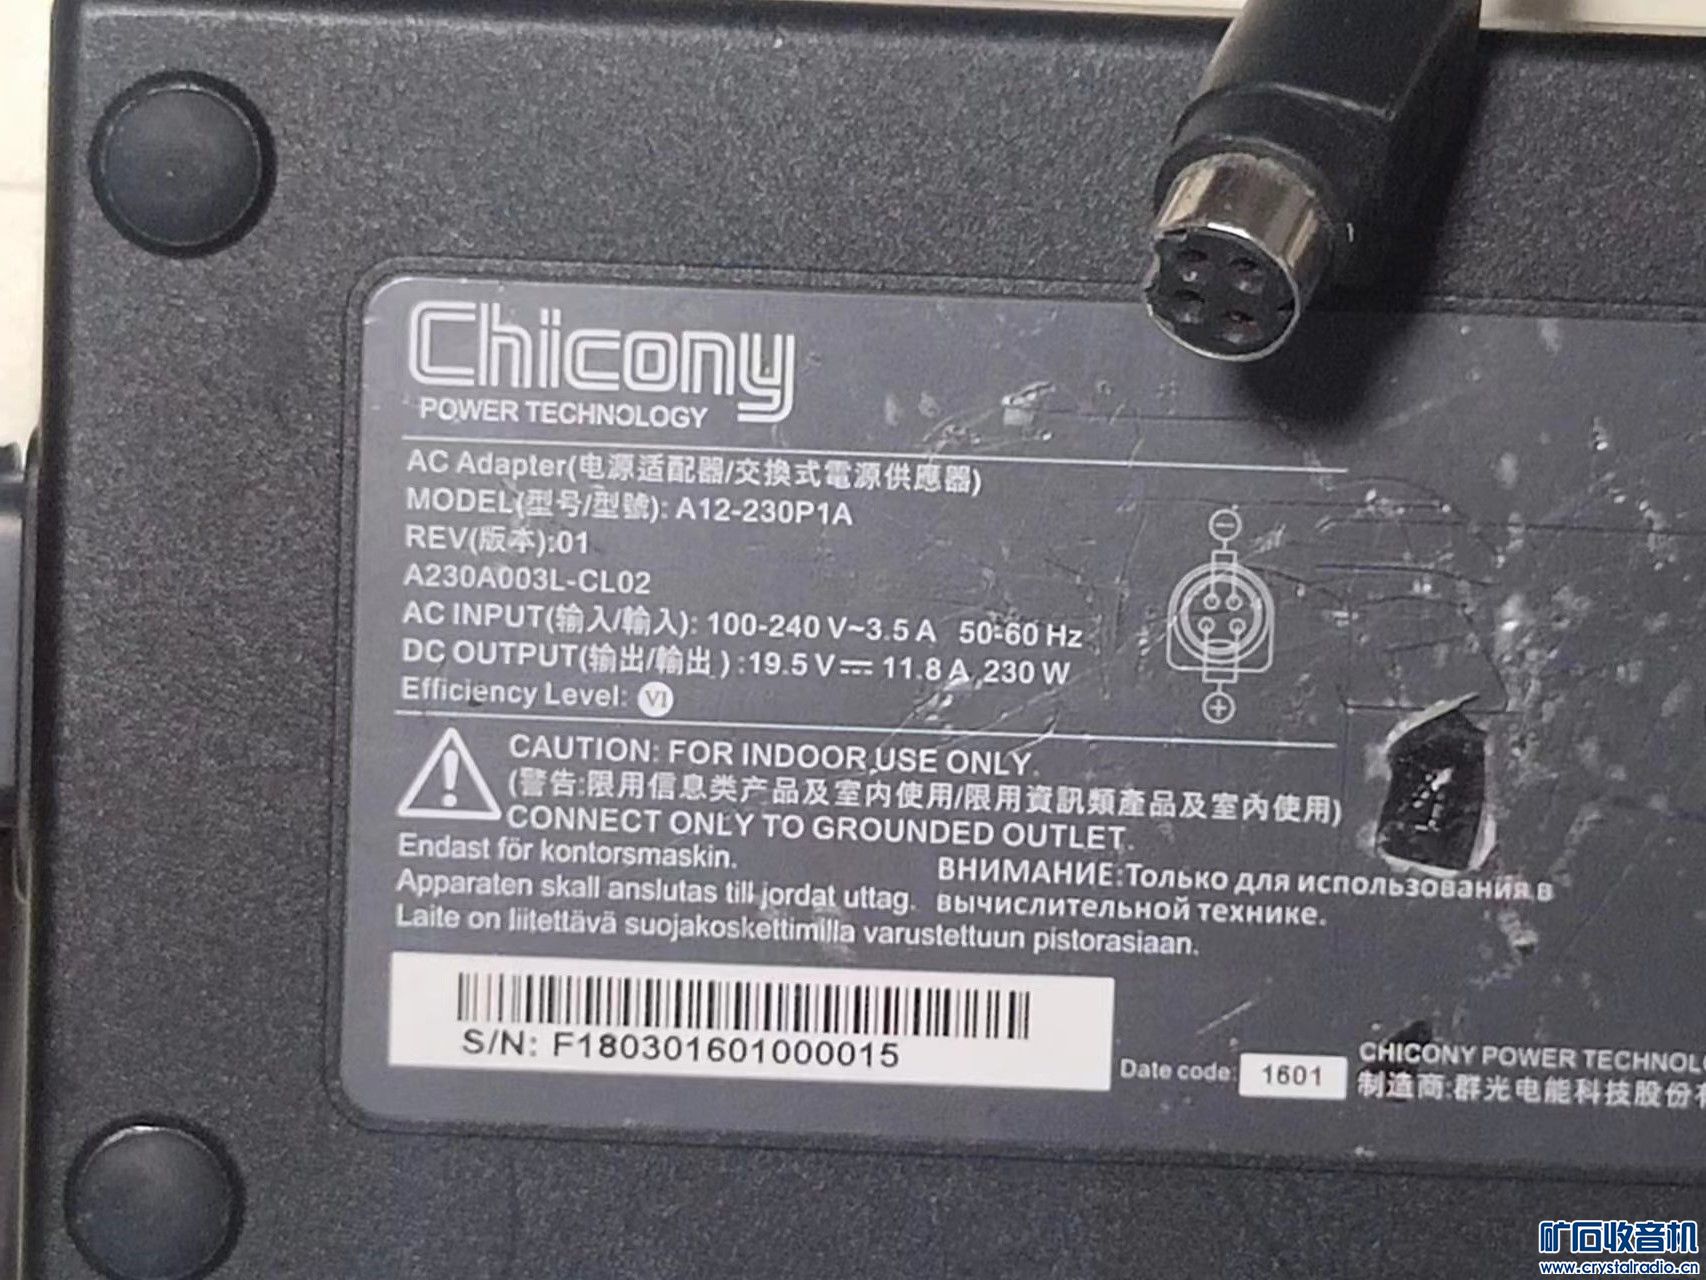 Chicony
POWER TECHNOLOGY
AC Adapter(电源适配器/交換式電源供應器)
MODEL(型号/型號): A12-230P1A
REV(版本):01
A230A003L-CL02
AC INPUT(输入/輸入): 100-240 V~3.5 A 50-60 Hz
DC OUTPUT(输出/輸出 ) :19.5 V⎓ 11.8 A ,230 W
Efficiency Level: VI
CAUTION: FOR INDOOR USE ONLY.
(警告:限用信息类产品及室内使用/限用資訊類產品及室內使用)
CONNECT ONLY TO GROUNDED OUTLET.
Endast för kontorsmaskin.
Apparaten skall anslutas till jordat uttag.
ВНИМАНИЕ:Только для использования в
вычислительной технике.
Laite on liitettävä suojakoskettimilla varustettuun pistorasiaan.
S/N: F180301601000015
Date code: 1601
CHICONY POWER TECHNOLO
制造商:群光电能科技股份有
矿石收音机
www.crystalradio.cn